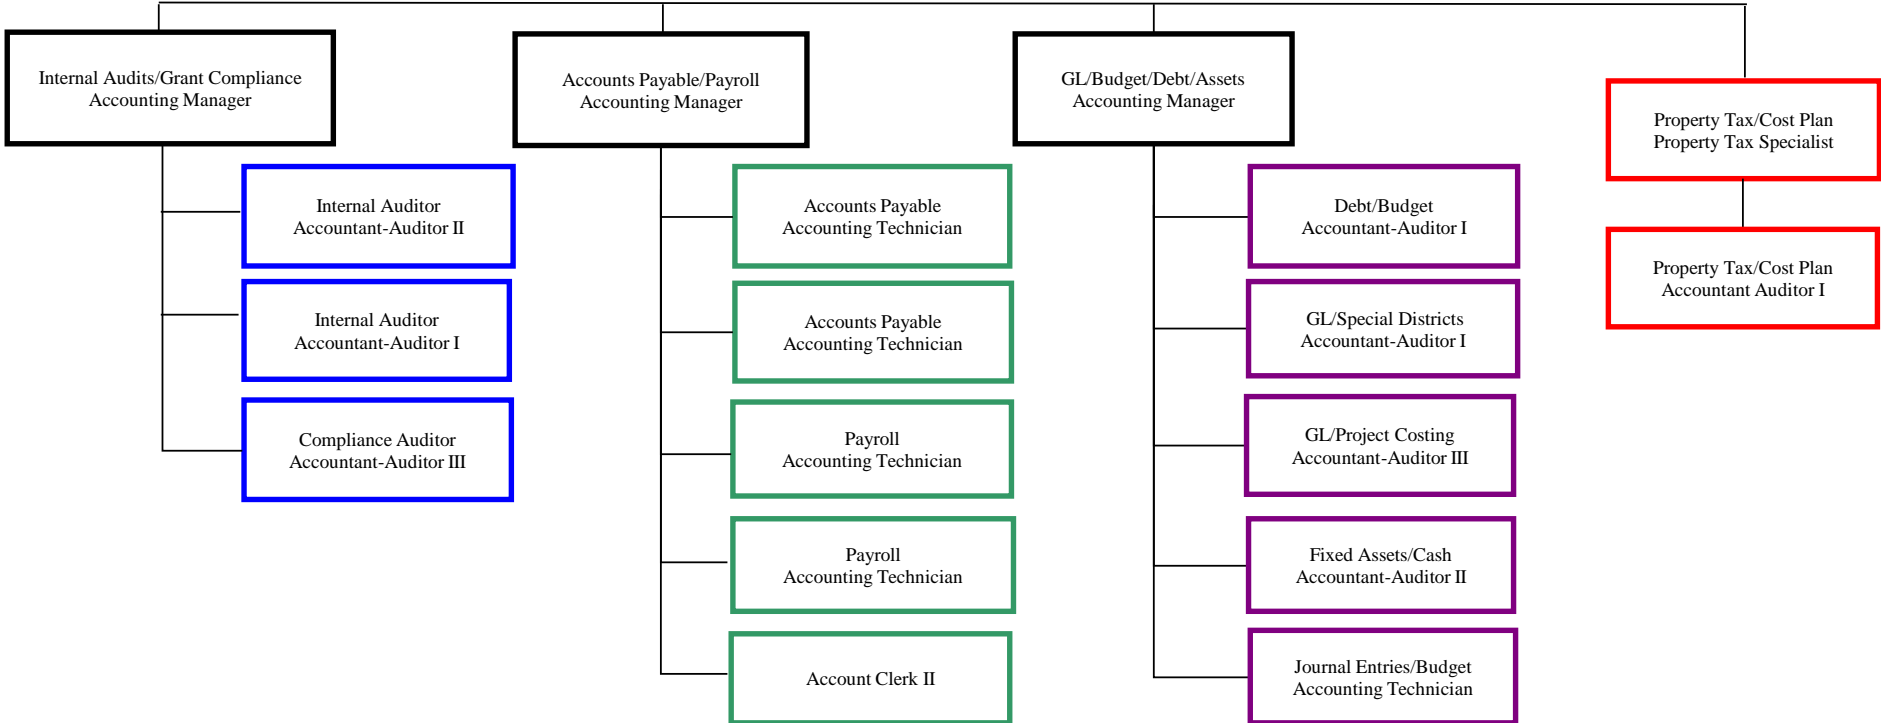 Internal Audits/Grant Compliance
Accounting Manager
Accounts Payable/Payroll
Accounting Manager
GL/Budget/Debt/Assets
Accounting Manager
Property Tax/Cost Plan
Property Tax Specialist
Internal Auditor
Accountant-Auditor II
Internal Auditor
Accountant-Auditor I
Compliance Auditor
Accountant-Auditor III
Accounts Payable
Accounting Technician
Accounts Payable
Accounting Technician
Payroll
Accounting Technician
Payroll
Accounting Technician
Account Clerk II
Debt/Budget
Accountant-Auditor I
GL/Special Districts
Accountant-Auditor I
GL/Project Costing
Accountant-Auditor III
Fixed Assets/Cash
Accountant-Auditor II
Journal Entries/Budget
Accounting Technician
Property Tax/Cost Plan
Accountant Auditor I